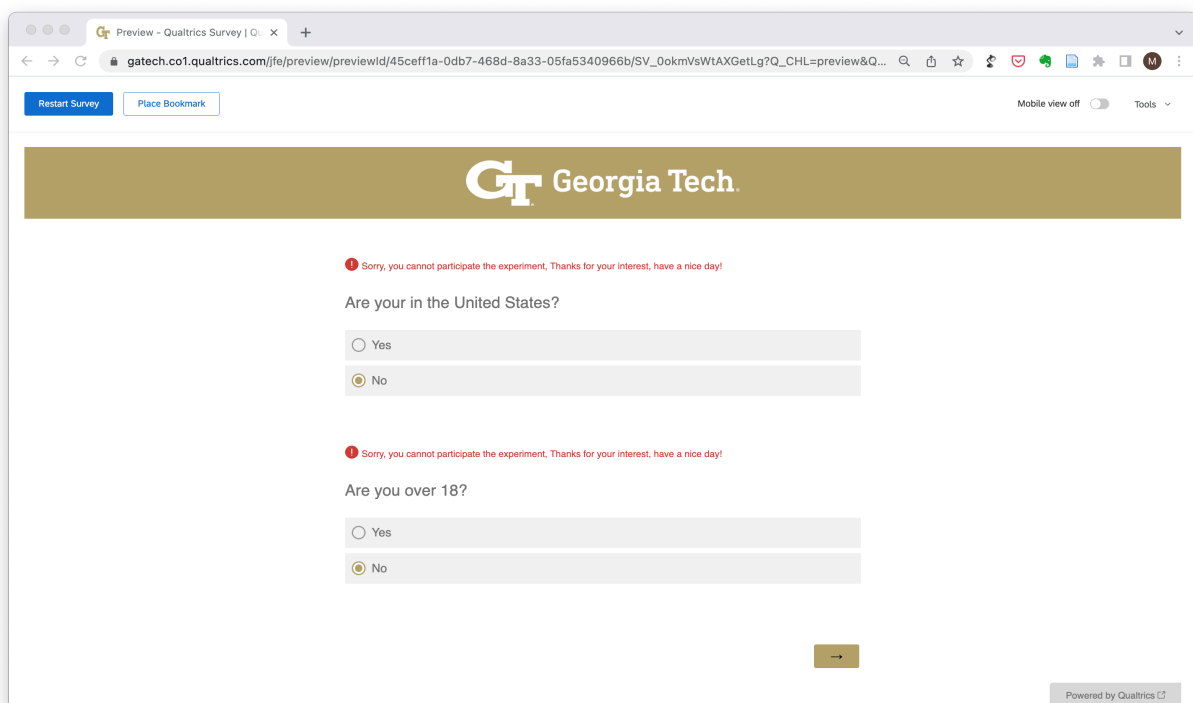 Preview - Qualtrics Survey | Qu
gatech.co1.qualtrics.com/jfe/preview/previewId/45ceff1a-0db7-468d-8a33-05fa5340966b/SV_0okmVsWtAXGetLg?Q_CHL=preview&Q...
M
Restart Survey
Place Bookmark
Mobile view off
Tools
GT Georgia Tech.
Sorry, you cannot participate the experiment, Thanks for your interest, have a nice day!
Are your in the United States?
Yes
No
Sorry, you cannot participate the experiment, Thanks for your interest, have a nice day!
Are you over 18?
Yes
No
→
Powered by Qualtrics